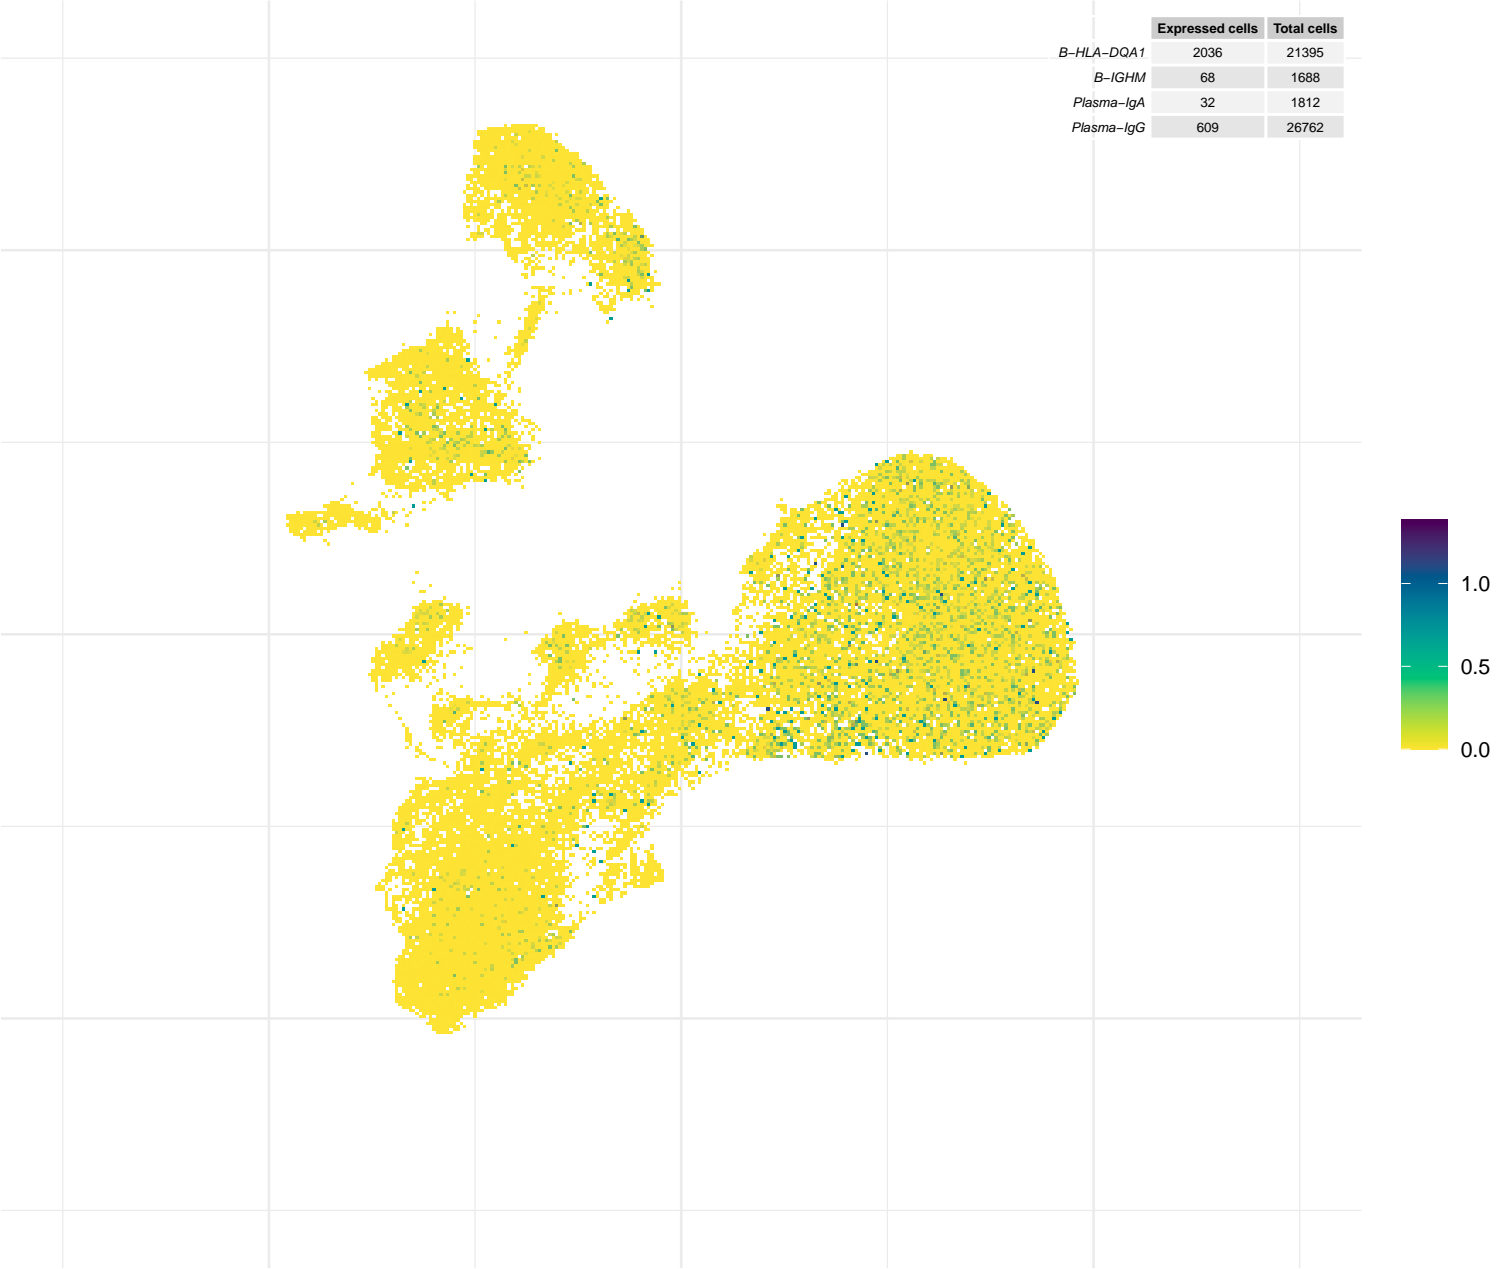 Expressed cells Total cells
B−HLA−DQA1 2036 21395
B−IGHM 68 1688
Plasma−IgA 32 1812
Plasma−IgG 609 26762
1.0
0.5
0.0